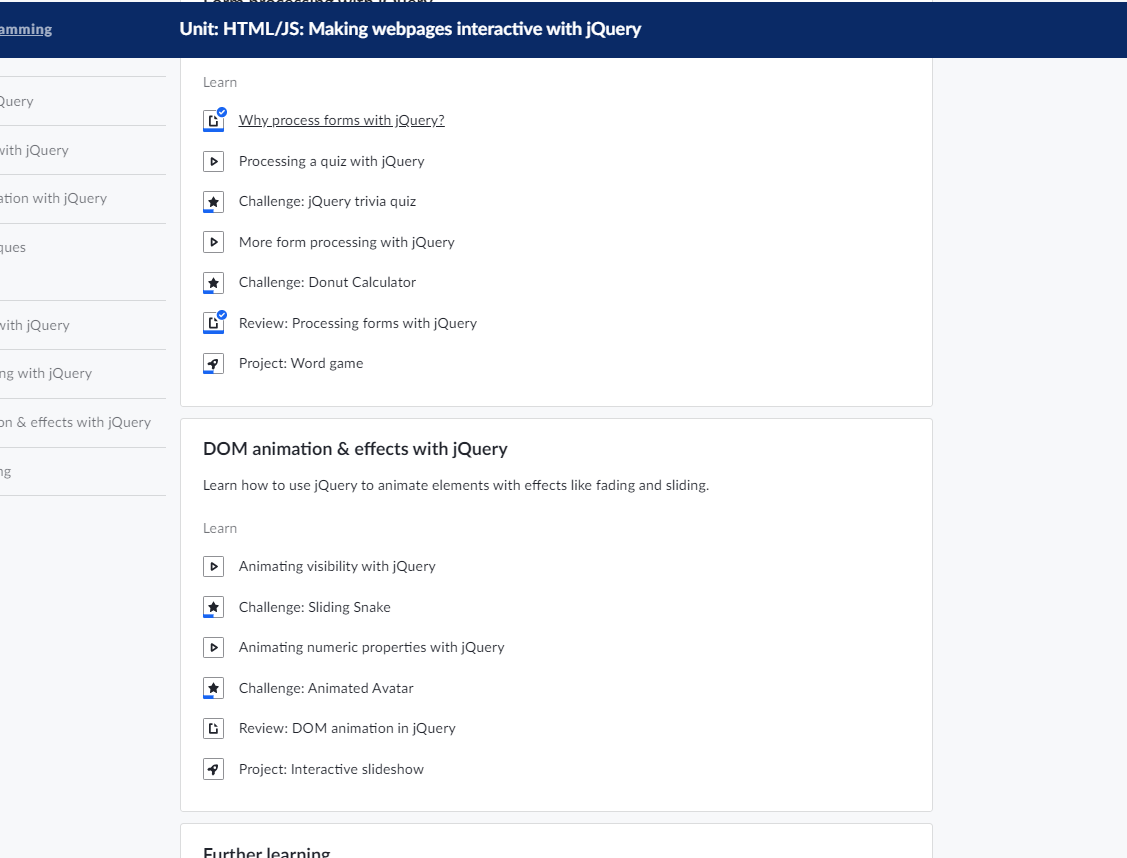 Form processing with jQuery
amming
Unit: HTML/JS: Making webpages interactive with jQuery
Query
with jQuery
ation with jQuery
ques
with jQuery
ng with jQuery
on & effects with jQuery
ng
Learn
Why process forms with jQuery?
Processing a quiz with jQuery
Challenge: jQuery trivia quiz
More form processing with jQuery
Challenge: Donut Calculator
Review: Processing forms with jQuery
Project: Word game
DOM animation & effects with jQuery
Learn how to use jQuery to animate elements with effects like fading and sliding.
Learn
Animating visibility with jQuery
Challenge: Sliding Snake
Animating numeric properties with jQuery
Challenge: Animated Avatar
Review: DOM animation in jQuery
Project: Interactive slideshow
Further learning